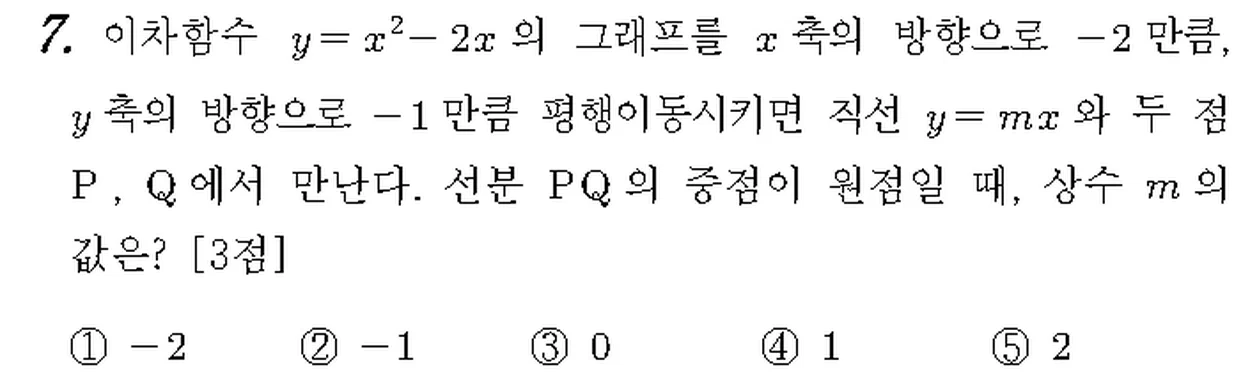 7. 이차함수 y = x² - 2x 의 그래프를 x 축의 방향으로 -2 만큼,
y 축의 방향으로 -1 만큼 평행이동시키면 직선 y = mx 와 두 점
P , Q 에서 만난다. 선분 PQ 의 중점이 원점일 때, 상수 m 의
값은? [3점]
① -2 ② -1 ③ 0 ④ 1 ⑤ 2